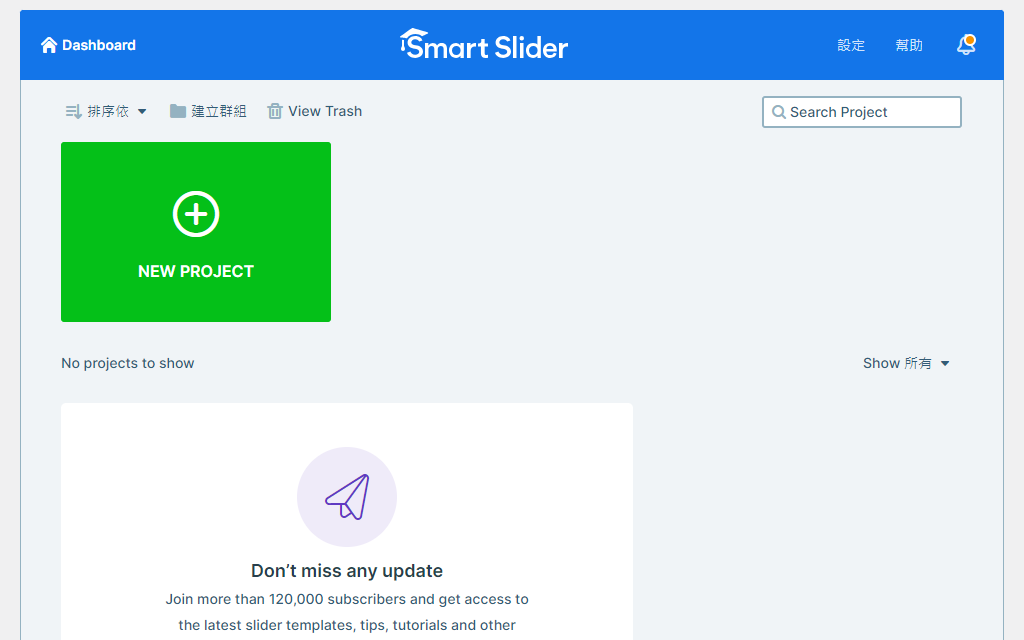 Dashboard
Smart Slider
設定
幫助
排序依
建立群組
View Trash
Search Project
NEW PROJECT
No projects to show
Show 所有
Don’t miss any update
Join more than 120,000 subscribers and get access to
the latest slider templates, tips, tutorials and other